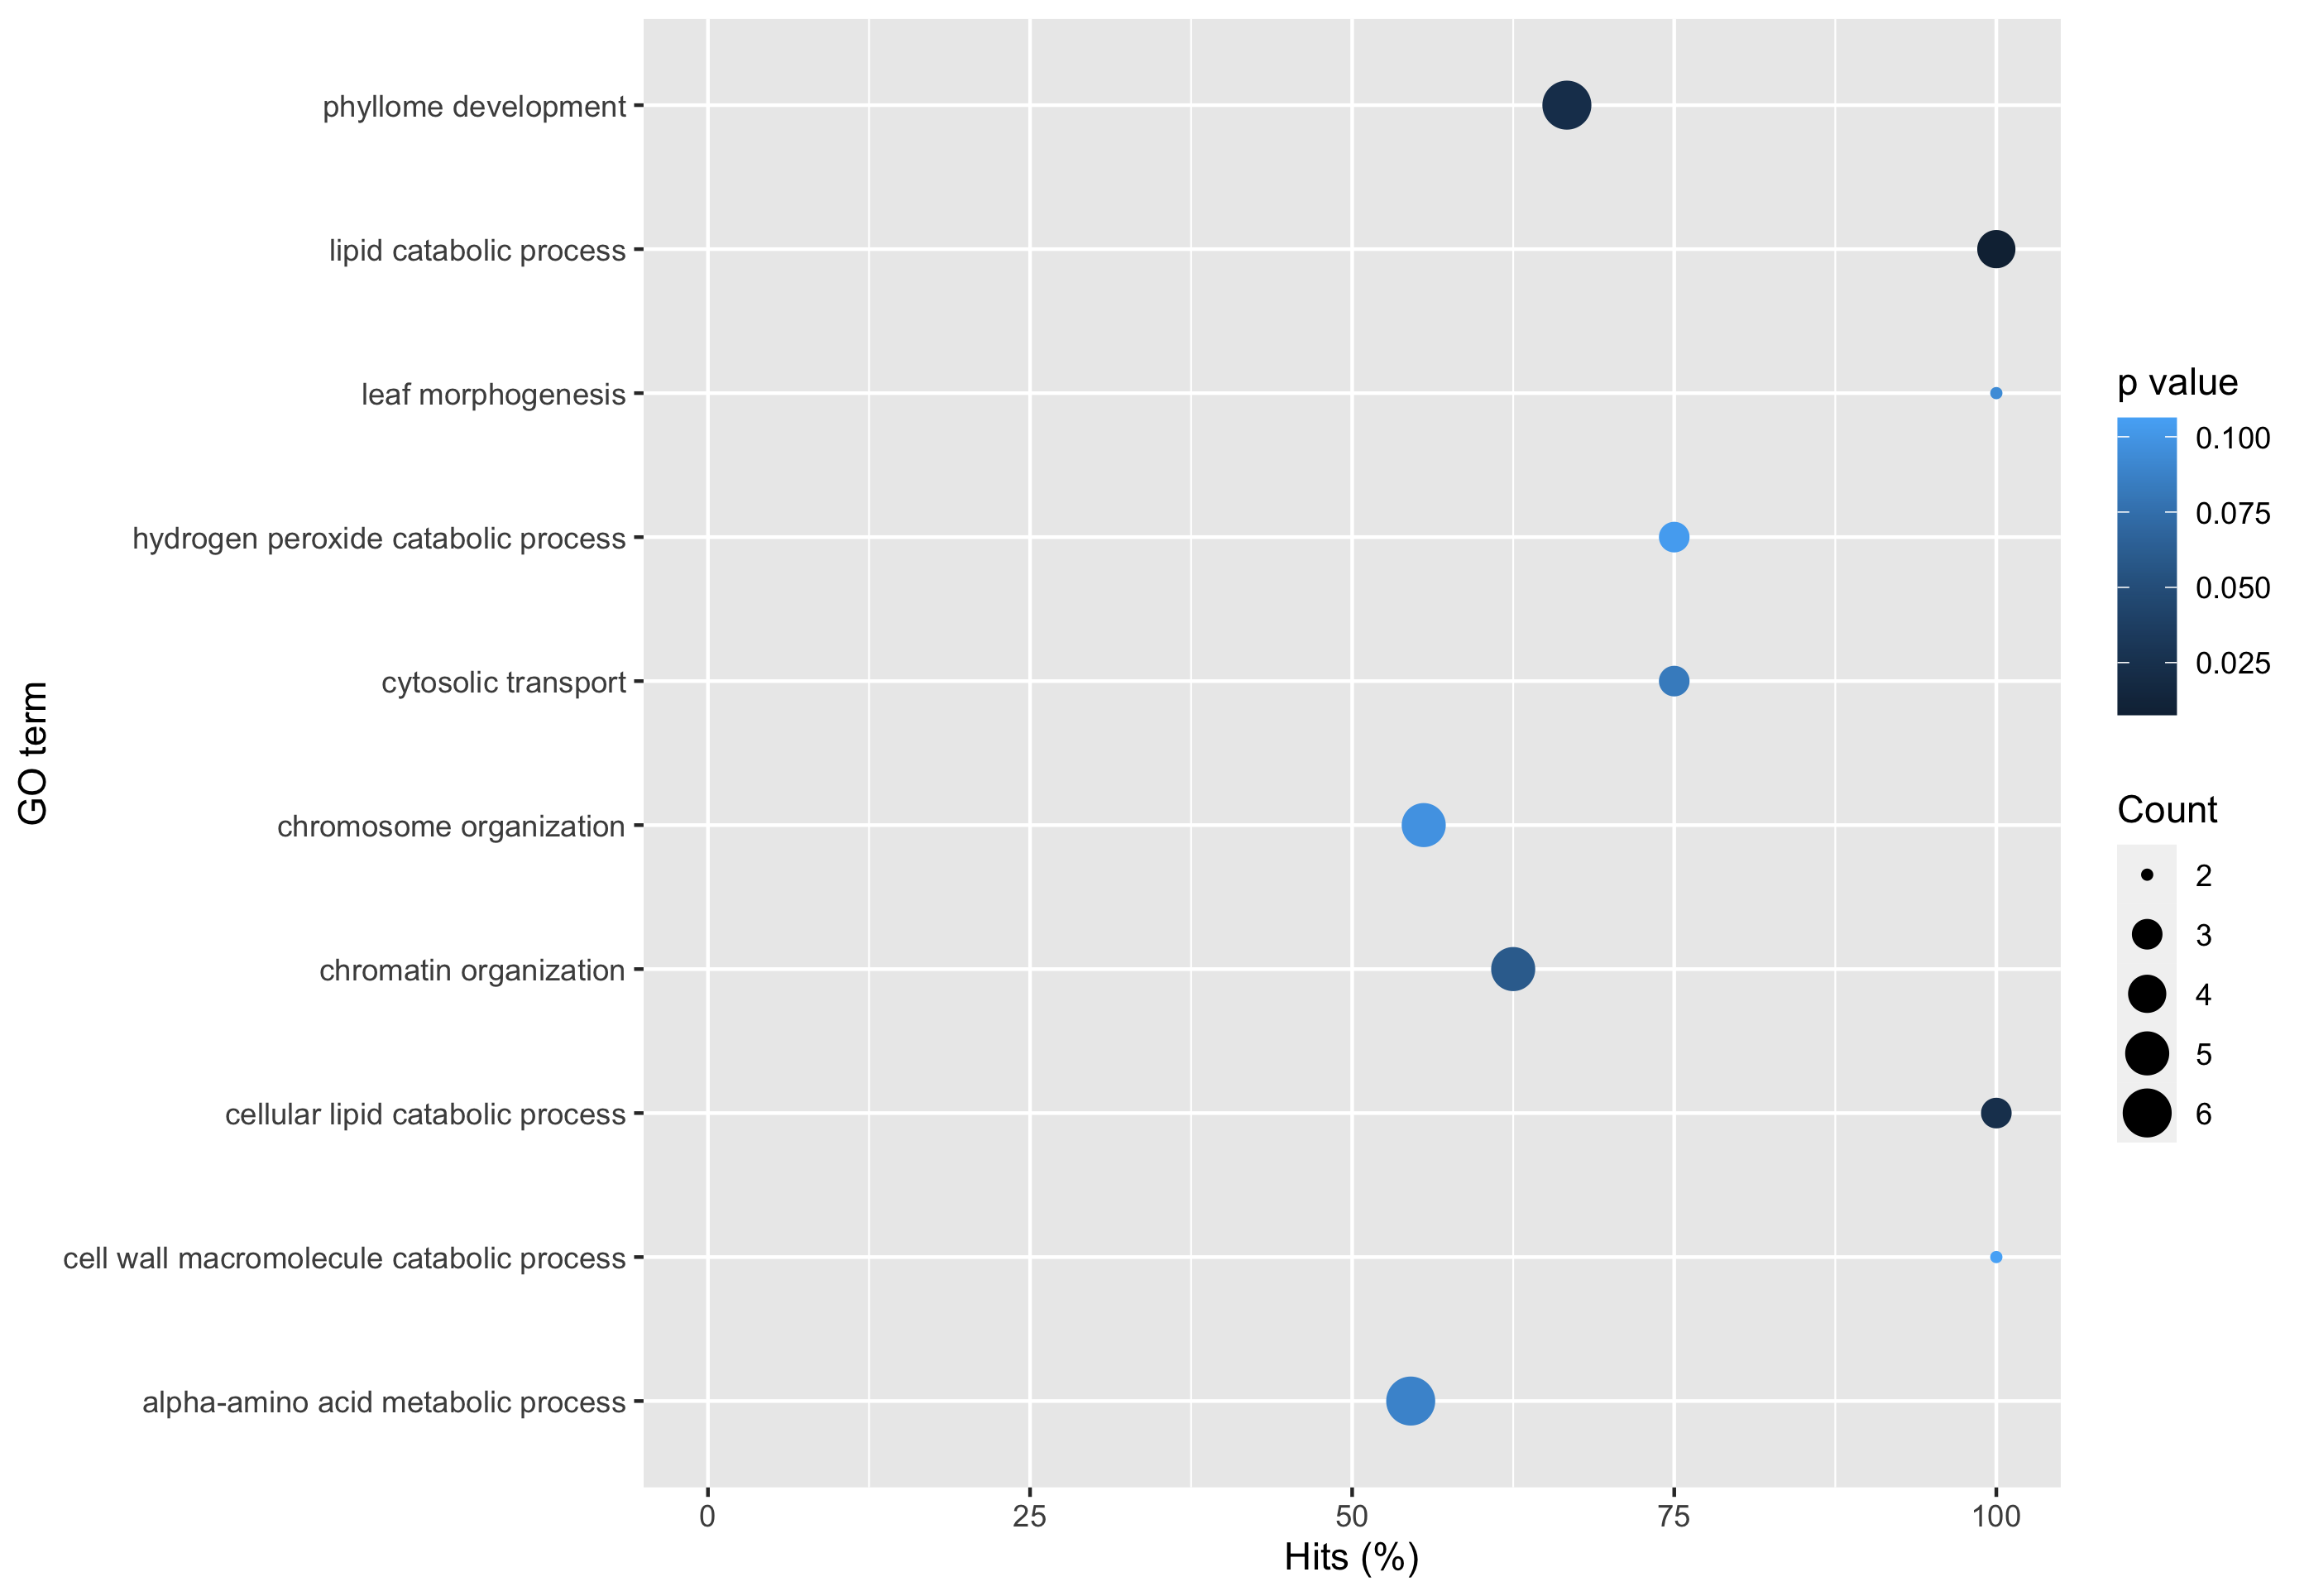 phyllome development
lipid catabolic process
leaf morphogenesis
hydrogen peroxide catabolic process
cytosolic transport
chromosome organization
chromatin organization
cellular lipid catabolic process
cell wall macromolecule catabolic process
alpha-amino acid metabolic process
GO term
0
25
50
75
100
Hits (%)
p value
0.100
0.075
0.050
0.025
Count
2
3
4
5
6